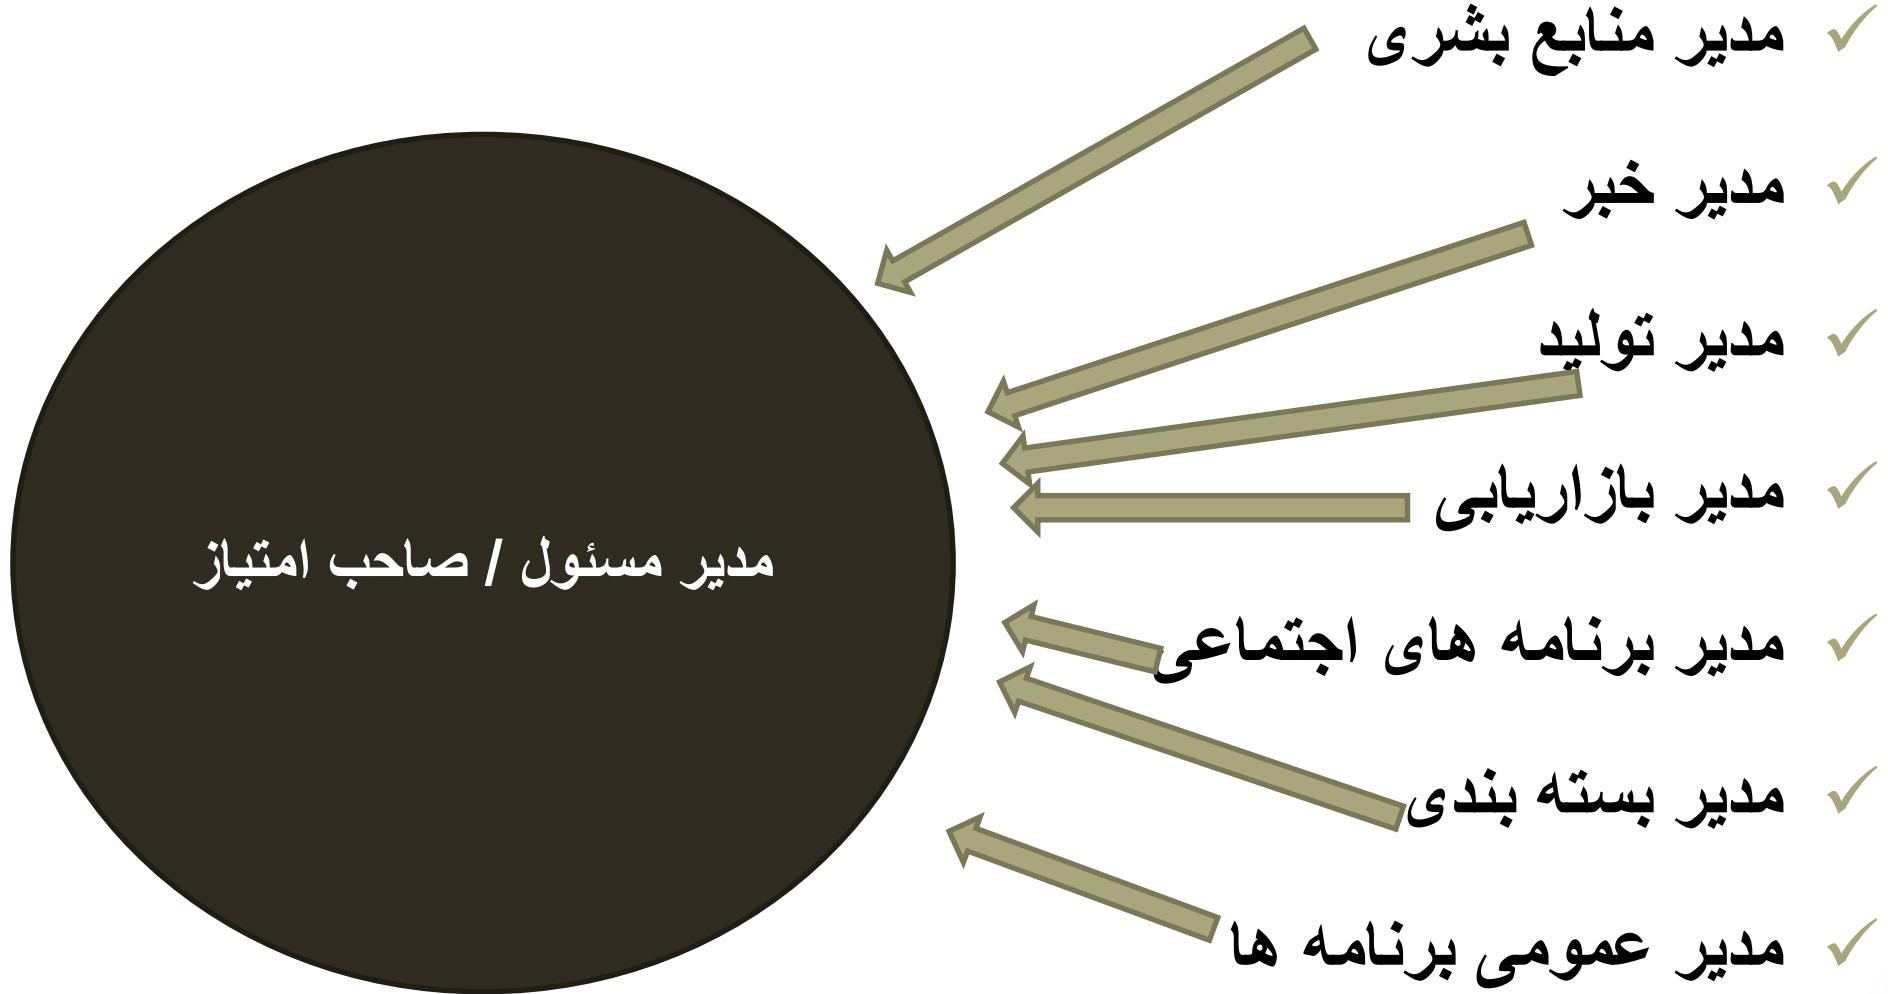 مدیر منابع بشری
مدیر خبر
مدیر تولید
مدیر بازاریابی
مدیر برنامه های اجتماعی
مدیر بسته بندی
مدیر عمومی برنامه ها
مدیر مسئول / صاحب امتیاز